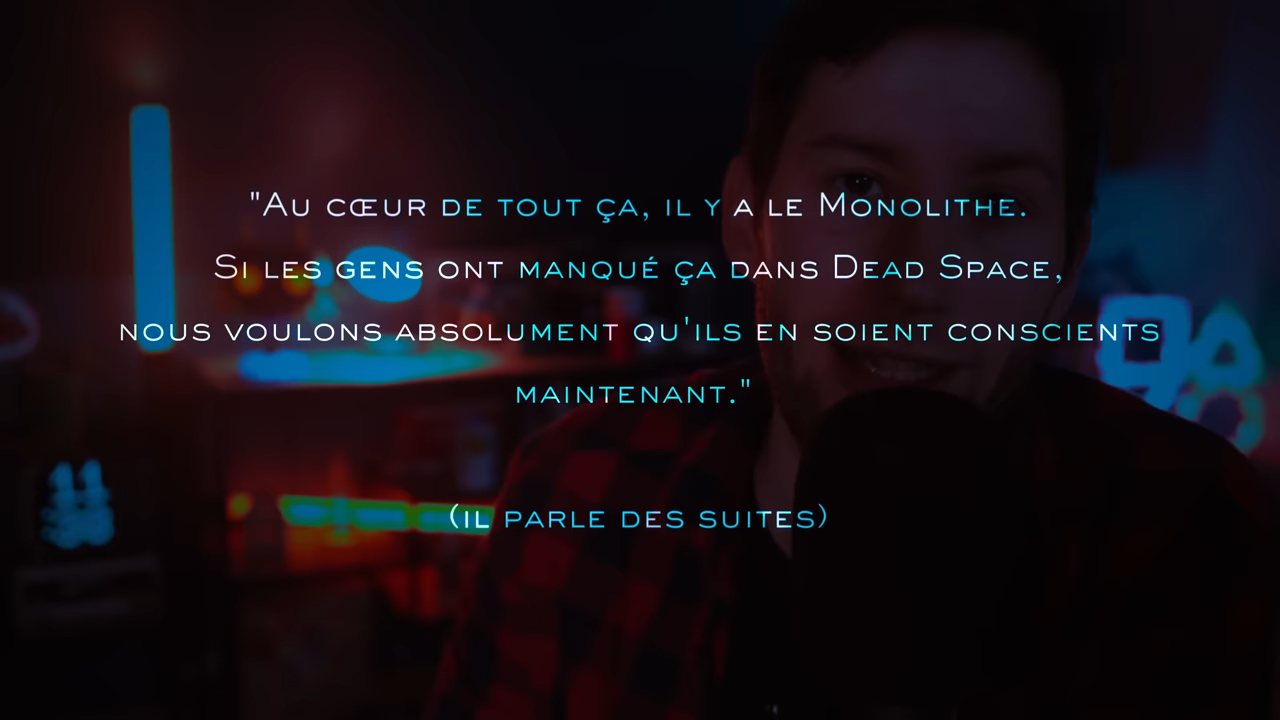 "Au cœur de tout ça, il y a le Monolithe.
Si les gens ont manqué ça dans Dead Space,
nous voulons absolument qu'ils en soient conscients
maintenant."
(il parle des suites)